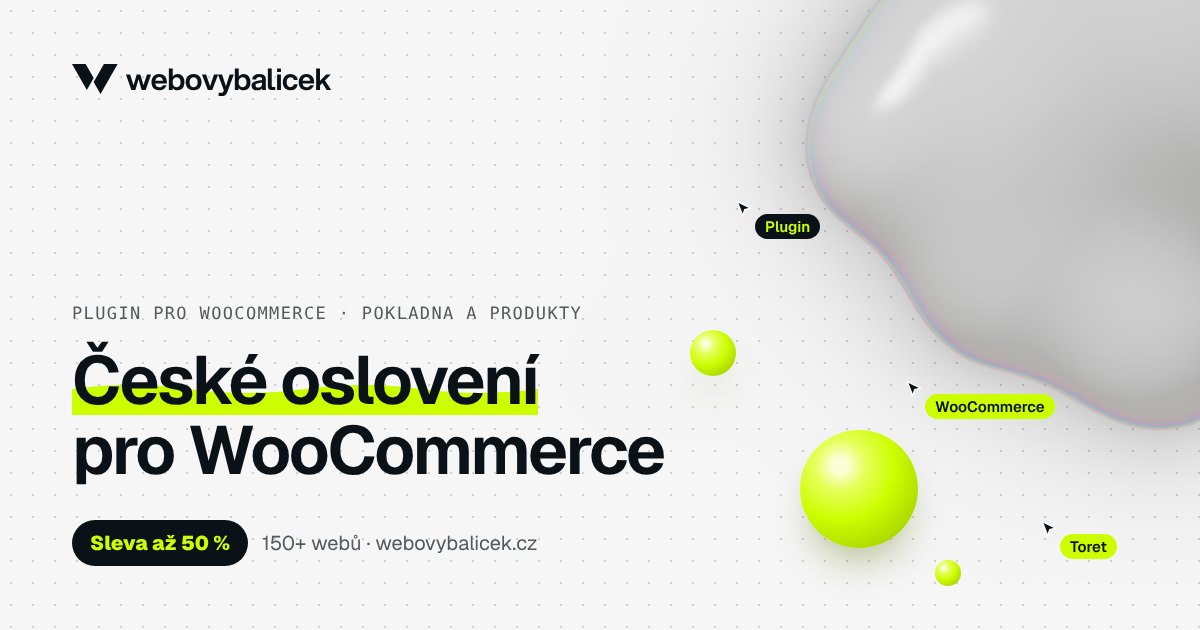 webovybalicek
Plugin
PLUGIN PRO WOOCOMMERCE · POKLADNA A PRODUKTY
České oslovení
pro WooCommerce
WooCommerce
Sleva až 50 %
150+ webů · webovybalicek.cz
Toret